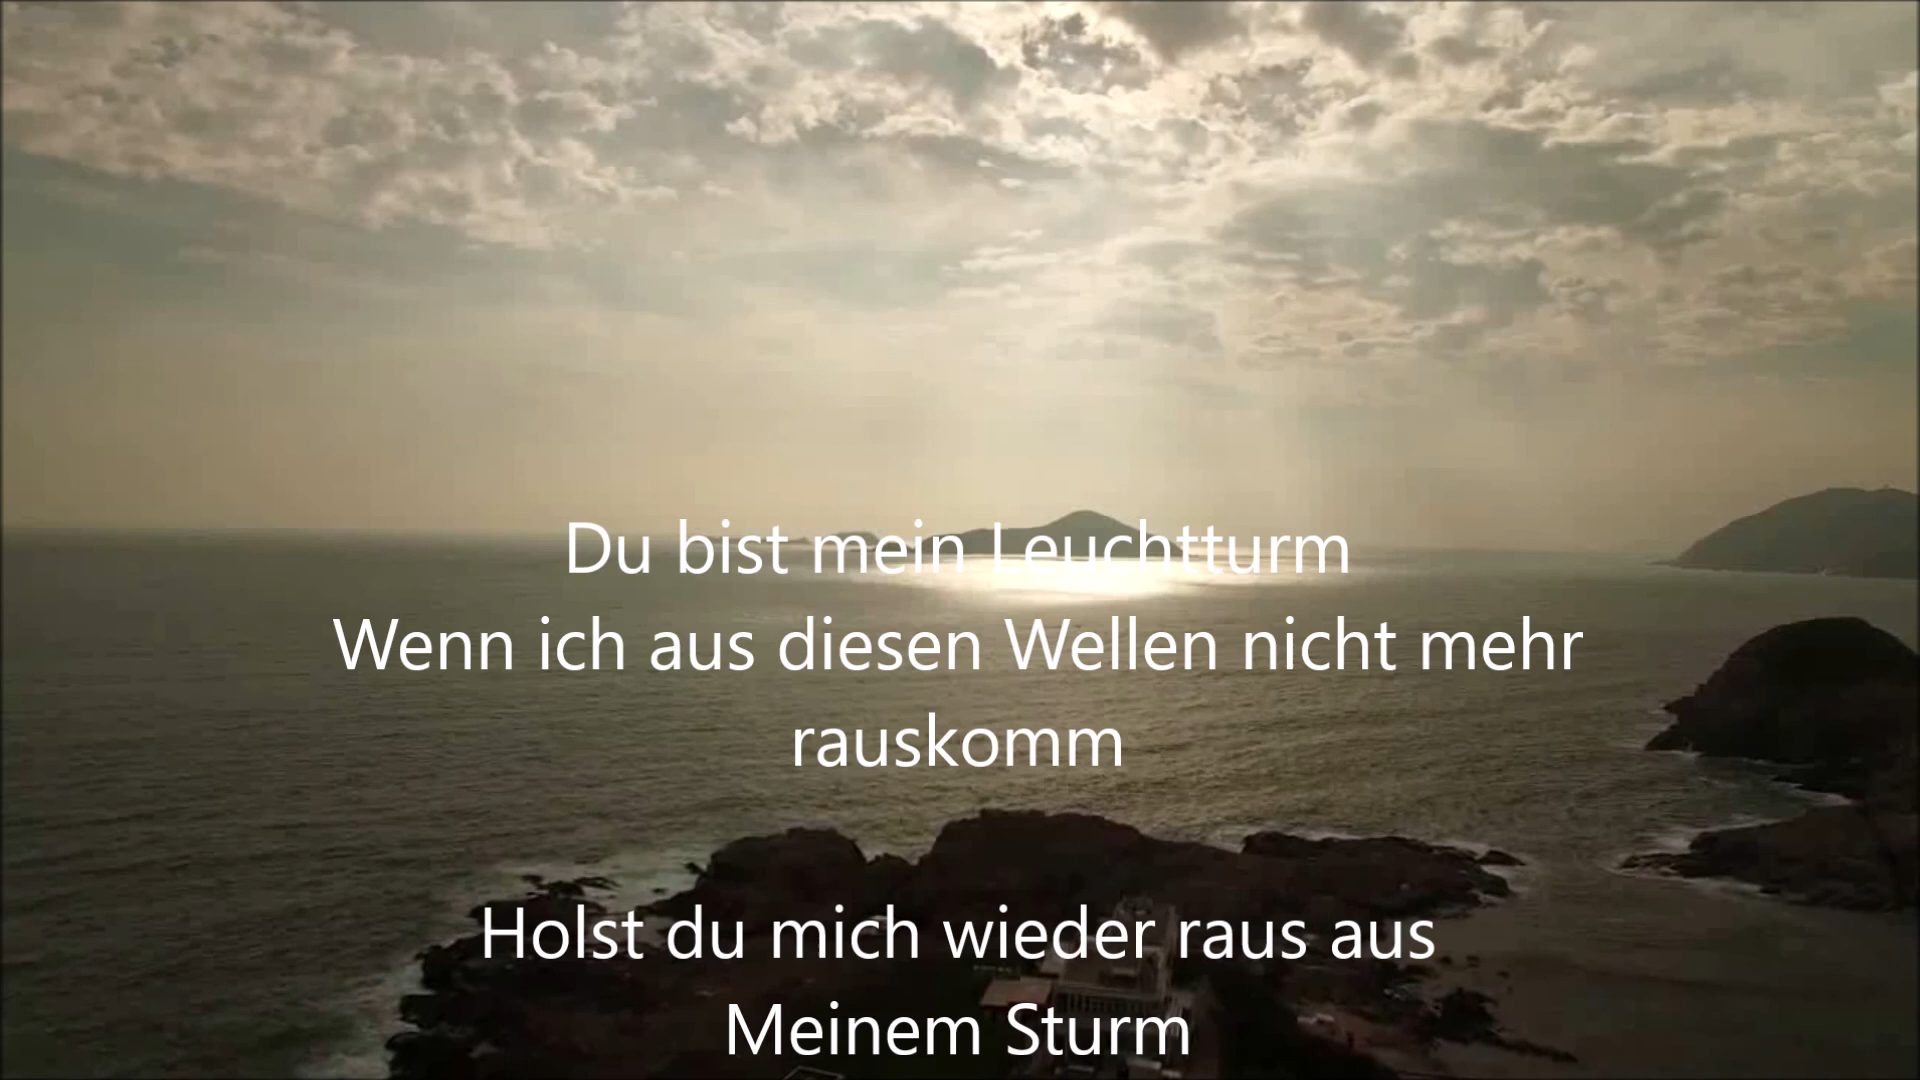 Du bist mein Leuchtturm
Wenn ich aus diesen Wellen nicht mehr
rauskomm
Holst du mich wieder raus aus
Meinem Sturm